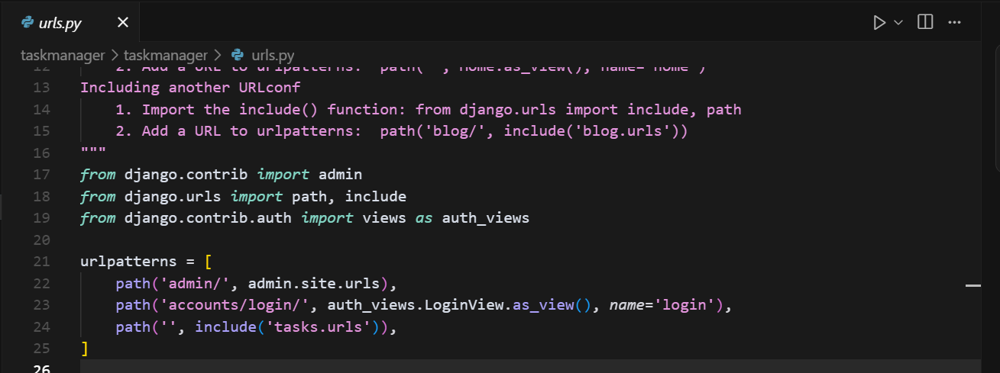 urls.py
taskmanager > taskmanager > urls.py
12 2. Add a URL to urlpatterns: path('', Home.as_view(), name='home')
13 Including another URLconf
14 1. Import the include() function: from django.urls import include, path
15 2. Add a URL to urlpatterns:  path('blog/', include('blog.urls'))
16 """
17 from django.contrib import admin
18 from django.urls import path, include
19 from django.contrib.auth import views as auth_views
20
21 urlpatterns = [
22 path('admin/', admin.site.urls),
23 path('accounts/login/', auth_views.LoginView.as_view(), name='login'),
24 path('', include('tasks.urls')),
25 ]
26